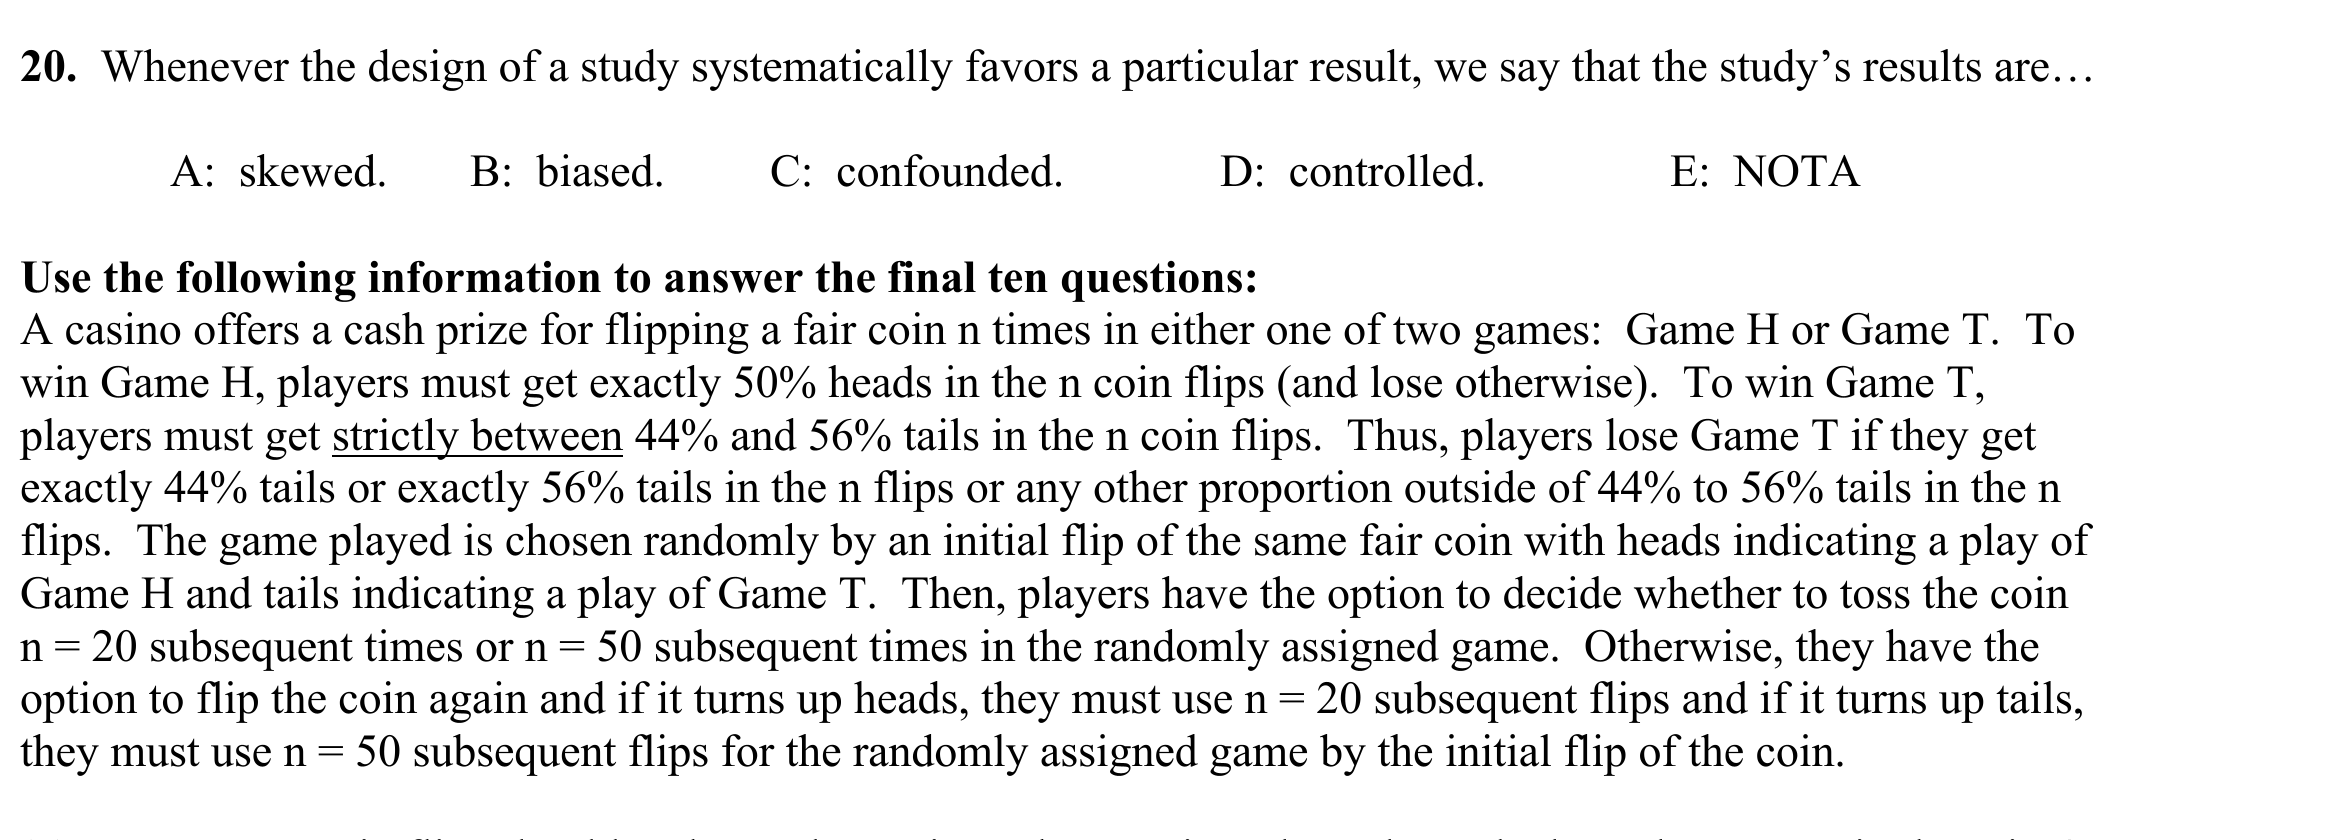 20. Whenever the design of a study systematically favors a particular result, we say that the study’s results are…
A: skewed. B: biased. C: confounded. D: controlled. E: NOTA
Use the following information to answer the final ten questions:
A casino offers a cash prize for flipping a fair coin n times in either one of two games: Game H or Game T. To
win Game H, players must get exactly 50% heads in the n coin flips (and lose otherwise). To win Game T,
players must get strictly between 44% and 56% tails in the n coin flips. Thus, players lose Game T if they get
exactly 44% tails or exactly 56% tails in the n flips or any other proportion outside of 44% to 56% tails in the n
flips. The game played is chosen randomly by an initial flip of the same fair coin with heads indicating a play of
Game H and tails indicating a play of Game T. Then, players have the option to decide whether to toss the coin
n = 20 subsequent times or n = 50 subsequent times in the randomly assigned game. Otherwise, they have the
option to flip the coin again and if it turns up heads, they must use n = 20 subsequent flips and if it turns up tails,
they must use n = 50 subsequent flips for the randomly assigned game by the initial flip of the coin.